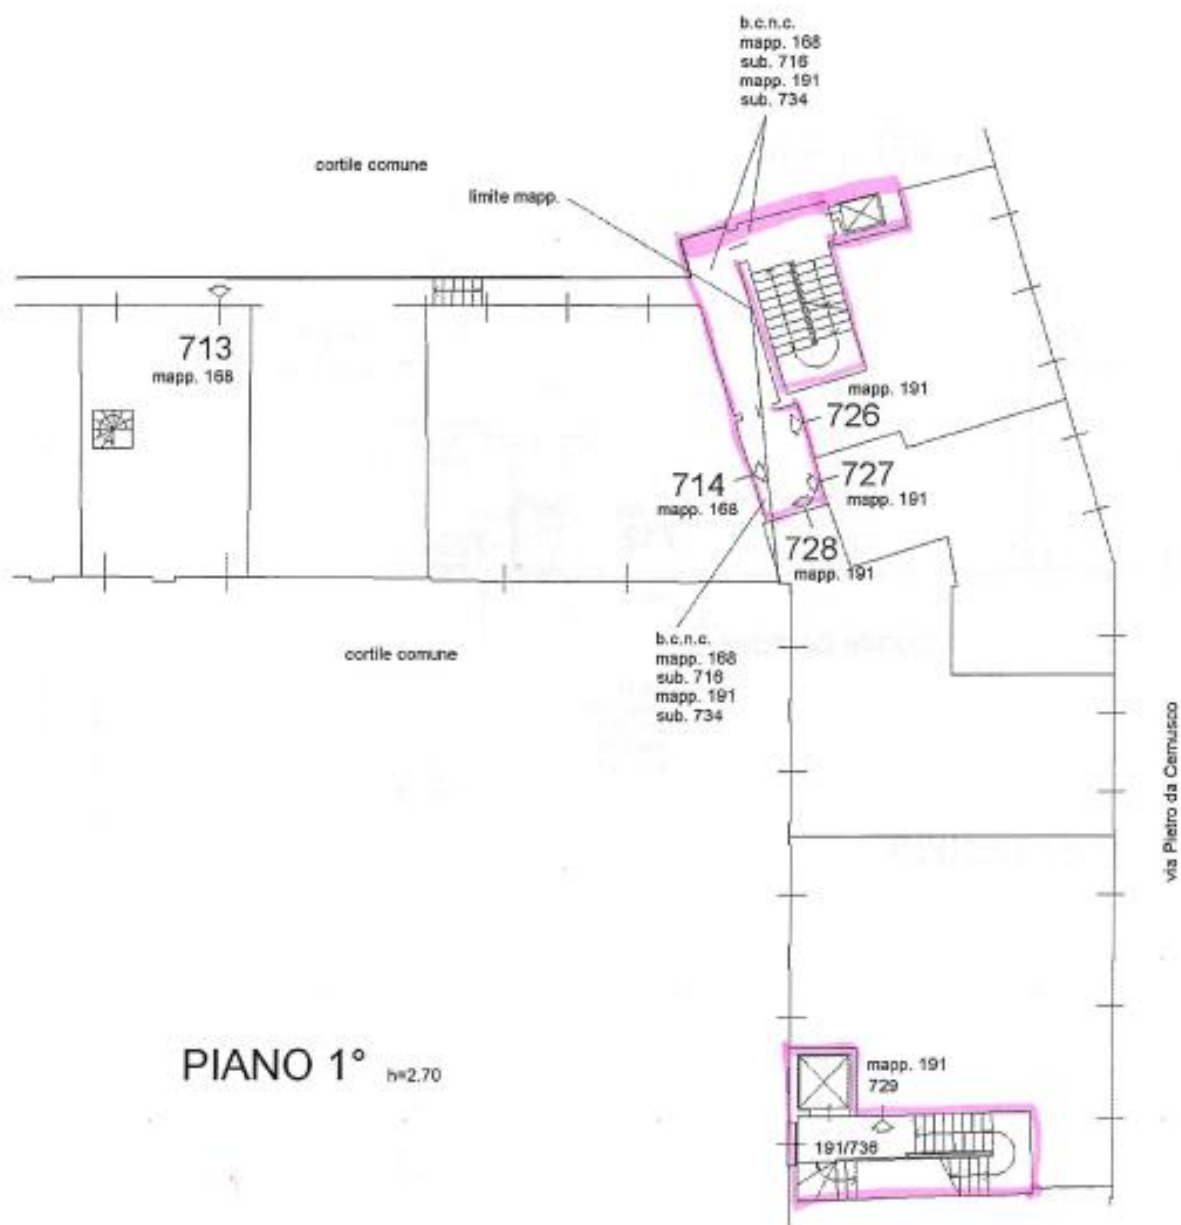 b.c.n.c.
mapp. 168
sub. 716
mapp. 191
sub. 734
cortile comune
limite mapp.
713
mapp. 168
mapp. 191
726
714
mapp. 168
727
mapp. 191
728
mapp. 191
b.c.n.c.
mapp. 168
sub. 716
mapp. 191
sub. 734
cortile comune
via Pietro da Cernusco
PIANO 1° h=2.70
mapp. 191
729
191/736